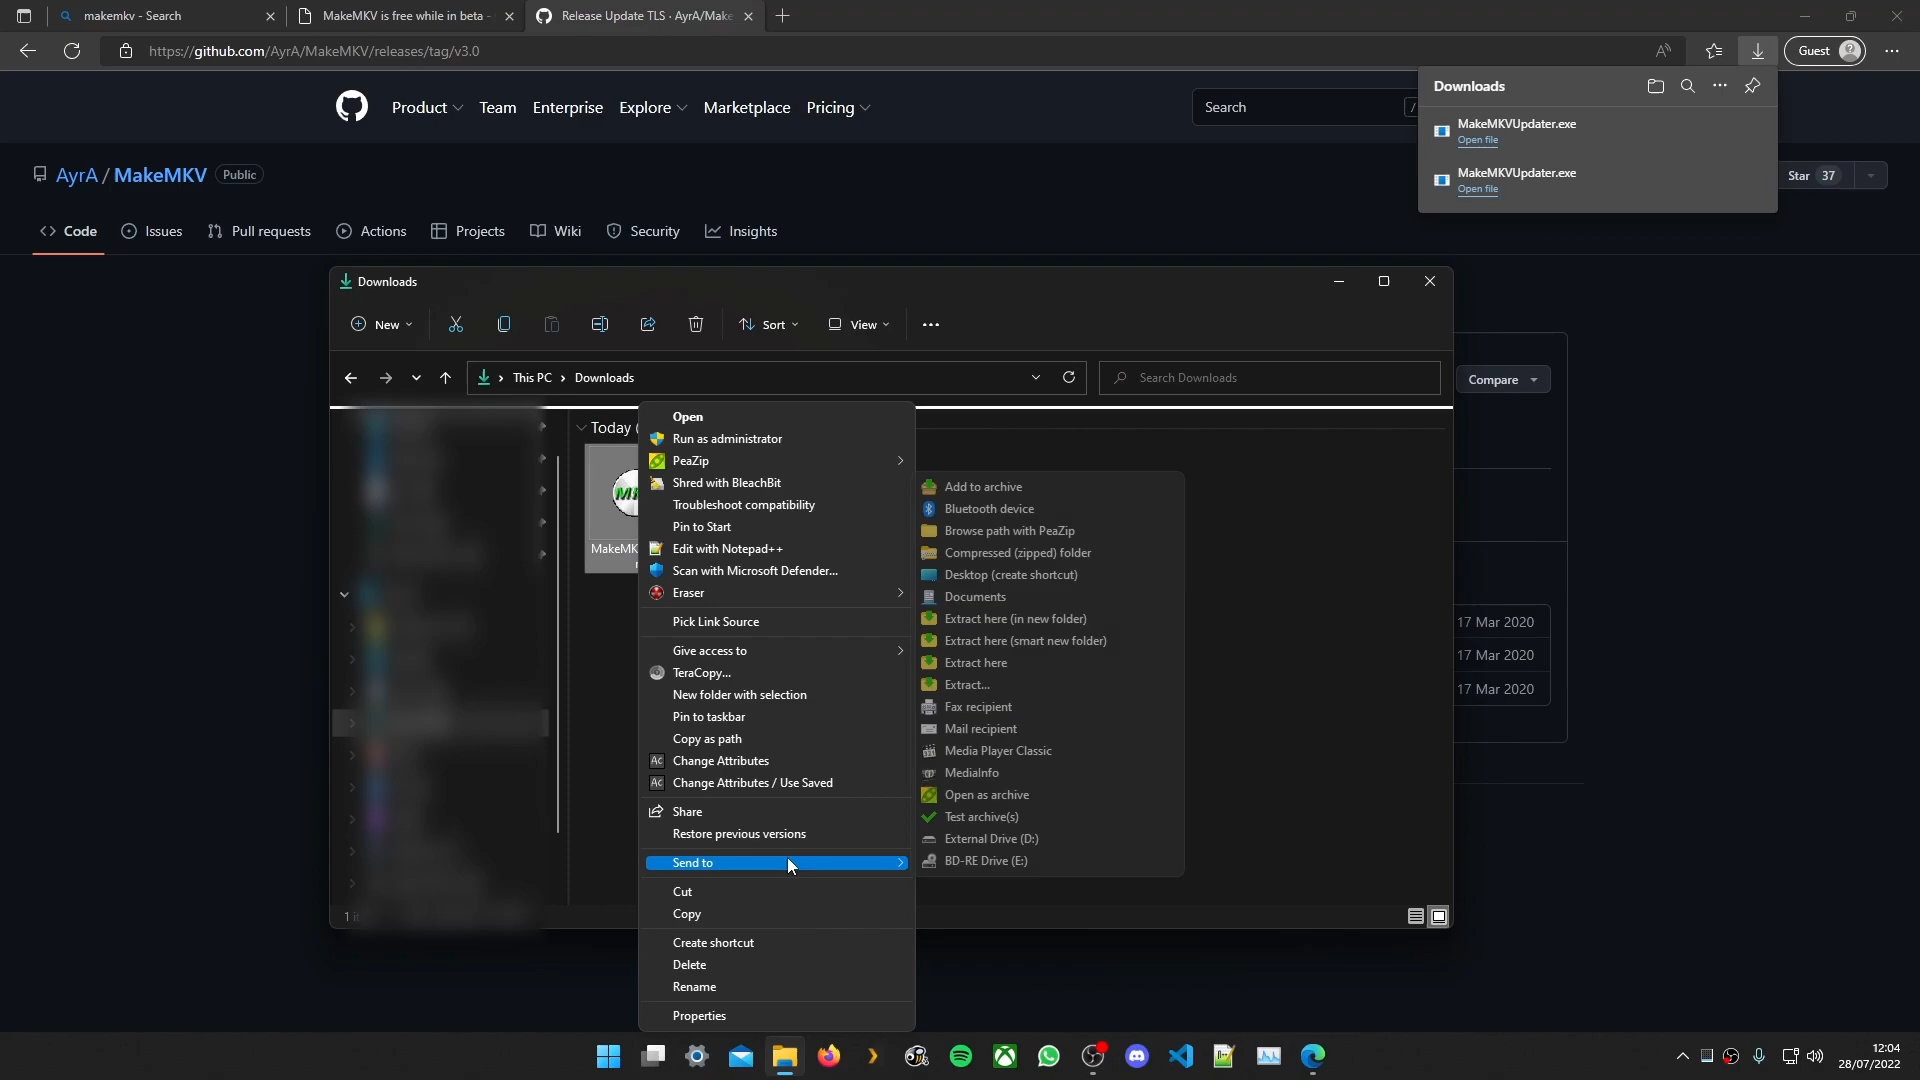 makemkv - Search
MakeMKV is free while in beta -
Release Update TLS · AyrA/Make
https://github.com/AyrA/MakeMKV/releases/tag/v3.0
Guest
Downloads
MakeMKVUpdater.exe
Open file
MakeMKVUpdater.exe
Open file
Product
Team
Enterprise
Explore
Marketplace
Pricing
Search
/
AyrA / MakeMKV
Public
Star 37
Code
Issues
Pull requests
Actions
Projects
Wiki
Security
Insights
Downloads
New
Sort
View
This PC > Downloads
Search Downloads
Compare
Today (
MakeMK
Open
Run as administrator
PeaZip
Shred with BleachBit
Troubleshoot compatibility
Pin to Start
Edit with Notepad++
Scan with Microsoft Defender...
Eraser
Pick Link Source
Give access to
TeraCopy...
New folder with selection
Pin to taskbar
Copy as path
Ac Change Attributes
Ac Change Attributes / Use Saved
Share
Restore previous versions
Send to
Cut
Copy
Create shortcut
Delete
Rename
Properties
Add to archive
Bluetooth device
Browse path with PeaZip
Compressed (zipped) folder
Desktop (create shortcut)
Documents
Extract here (in new folder)
Extract here (smart new folder)
Extract here
Extract...
Fax recipient
Mail recipient
Media Player Classic
MediaInfo
Open as archive
Test archive(s)
External Drive (D:)
BD-RE Drive (E:)
17 Mar 2020
17 Mar 2020
17 Mar 2020
12:04
28/07/2022